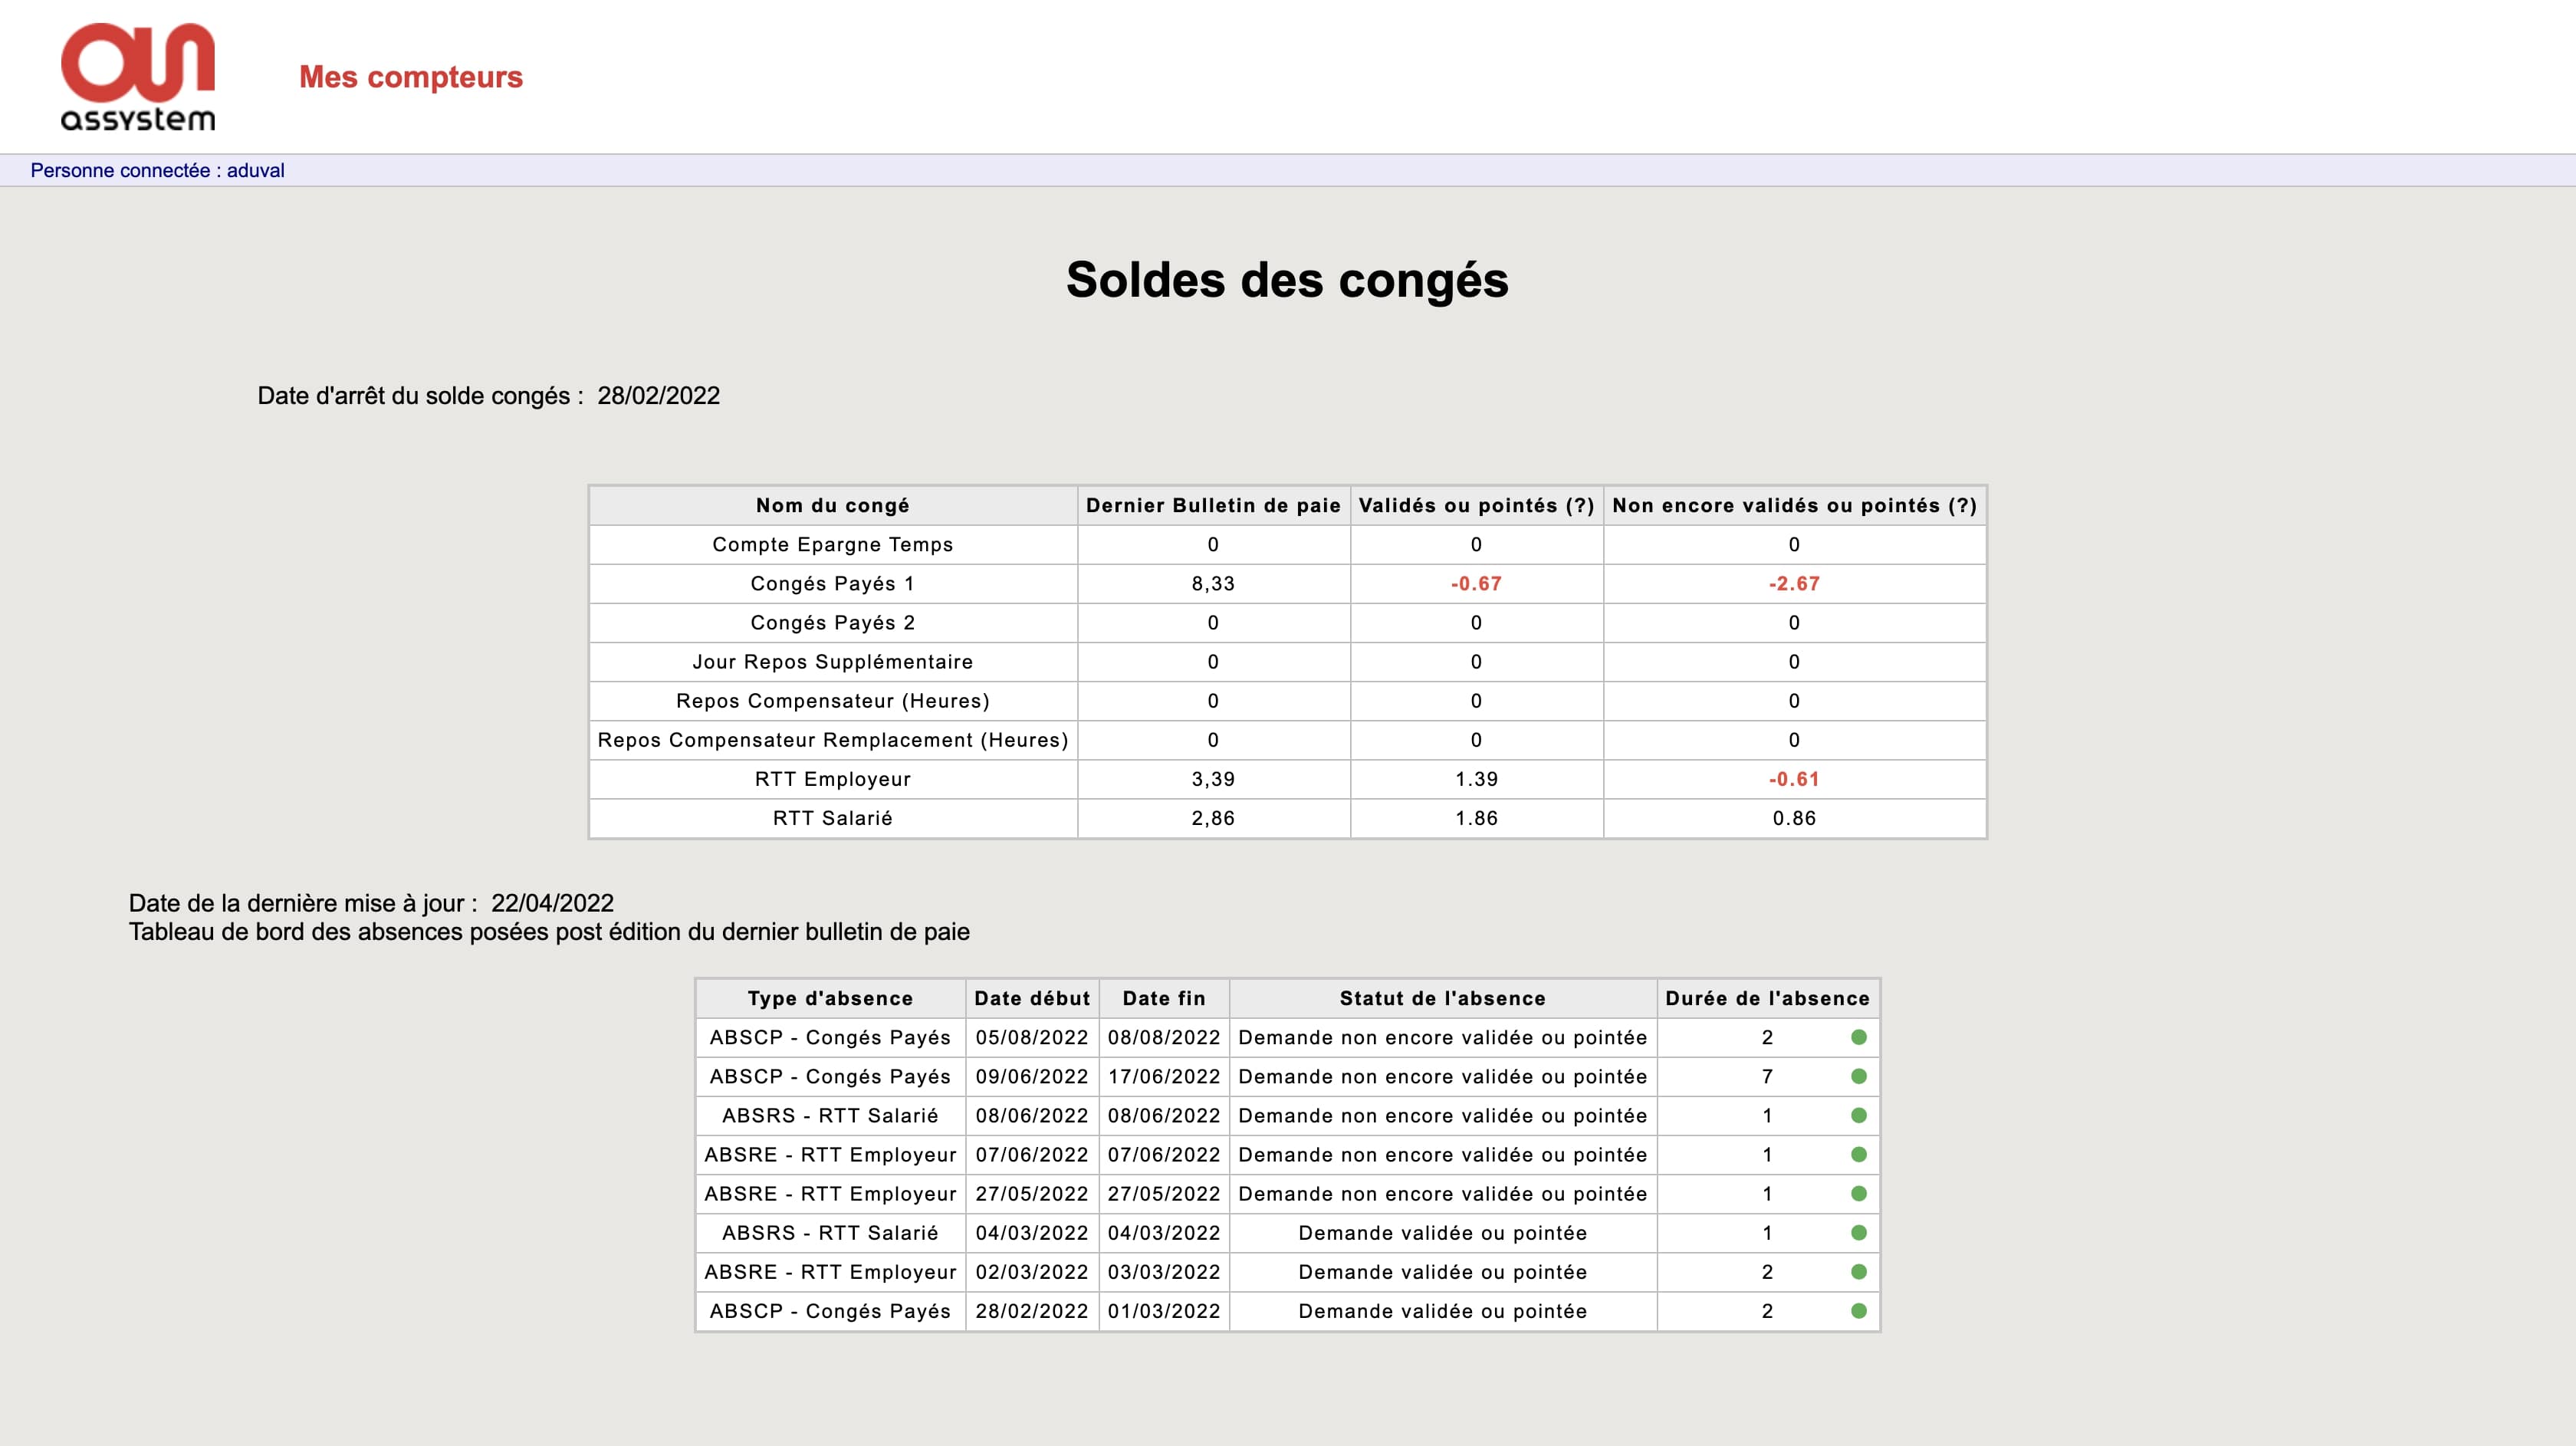 assystem
Mes compteurs
Personne connectée : aduval
Soldes des congés
Date d'arrêt du solde congés : 28/02/2022
Nom du congé Dernier Bulletin de paie Validés ou pointés (?) Non encore validés ou pointés (?)
Compte Epargne Temps 0 0 0
Congés Payés 1 8,33 -0.67 -2.67
Congés Payés 2 0 0 0
Jour Repos Supplémentaire 0 0 0
Repos Compensateur (Heures) 0 0 0
Repos Compensateur Remplacement (Heures) 0 0 0
RTT Employeur 3,39 1.39 -0.61
RTT Salarié 2,86 1.86 0.86
Date de la dernière mise à jour : 22/04/2022
Tableau de bord des absences posées post édition du dernier bulletin de paie
Type d'absence Date début Date fin Statut de l'absence Durée de l'absence
ABSCP - Congés Payés 05/08/2022 08/08/2022 Demande non encore validée ou pointée 2
ABSCP - Congés Payés 09/06/2022 17/06/2022 Demande non encore validée ou pointée 7
ABSRS - RTT Salarié 08/06/2022 08/06/2022 Demande non encore validée ou pointée 1
ABSRE - RTT Employeur 07/06/2022 07/06/2022 Demande non encore validée ou pointée 1
ABSRE - RTT Employeur 27/05/2022 27/05/2022 Demande non encore validée ou pointée 1
ABSRS - RTT Salarié 04/03/2022 04/03/2022 Demande validée ou pointée 1
ABSRE - RTT Employeur 02/03/2022 03/03/2022 Demande validée ou pointée 2
ABSCP - Congés Payés 28/02/2022 01/03/2022 Demande validée ou pointée 2